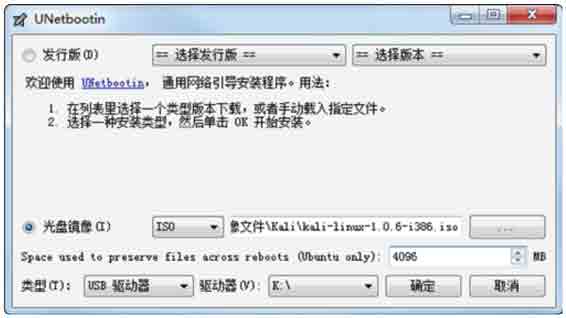 UNetbootin
发行版(D) == 选择发行版 == == 选择版本 ==
欢迎使用 UNetbootin, 通用网络引导安装程序。用法:
1. 在列表里选择一个类型版本下载,或者手动载入指定文件。
2. 选择一种安装类型,然后单击 OK 开始安装。
光盘镜像(I) ISO 象文件\Kali\kali-linux-1.0.6-i386.iso ...
Space used to preserve files across reboots (Ubuntu only): 4096 MB
类型(T): USB 驱动器 驱动器(V): K:\ 确定 取消